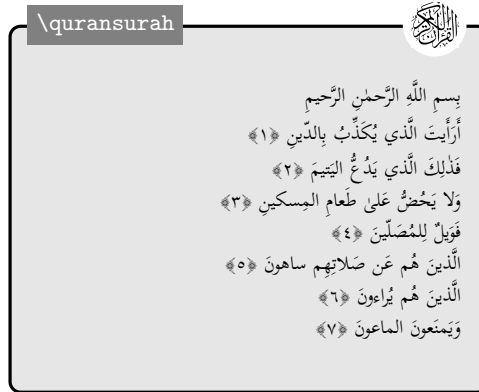 \quransurah
القرآن الكريم
بِسمِ اللَّهِ الرَّحمٰنِ الرَّحيمِ
أَرَأَيتَ الَّذي يُكَذِّبُ بِالدّينِ ﴿١﴾
فَذٰلِكَ الَّذي يَدُعُّ اليَتيمَ ﴿٢﴾
وَلا يَحُضُّ عَلىٰ طَعامِ المِسكينِ ﴿٣﴾
فَوَيلٌ لِلمُصَلّينَ ﴿٤﴾
الَّذينَ هُم عَن صَلاتِهِم ساهونَ ﴿٥﴾
الَّذينَ هُم يُراءونَ ﴿٦﴾
وَيَمنَعونَ الماعونَ ﴿٧﴾